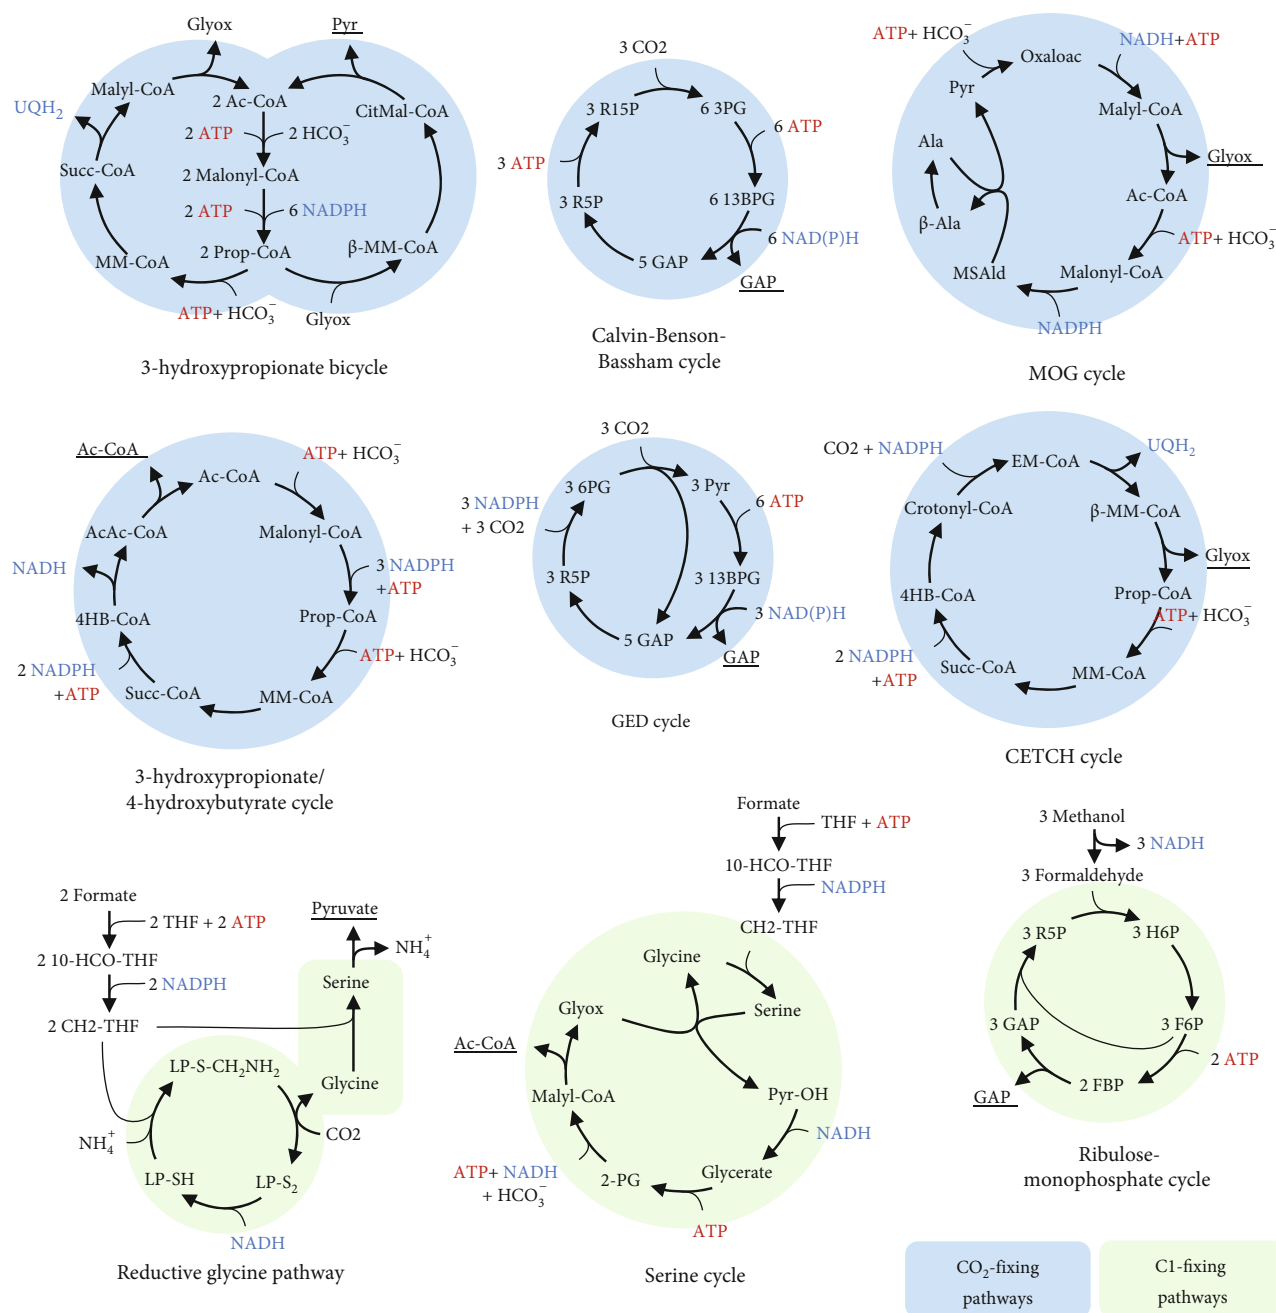 Glyox
Pyr
Malyl-CoA
2 Ac-CoA
CitMal-CoA
UQH₂
2 ATP
2 HCO₃⁻
Succ-CoA
2 Malonyl-CoA
2 ATP
6 NADPH
MM-CoA
2 Prop-CoA
β-MM-CoA
ATP+ HCO₃⁻
Glyox
3-hydroxypropionate bicycle
3 CO2
3 R15P
6 3PG
3 ATP
6 ATP
3 R5P
6 13BPG
6 NAD(P)H
5 GAP
GAP
Calvin-Benson-
Bassham cycle
ATP+ HCO₃⁻
NADH+ATP
Oxaloac
Pyr
Malyl-CoA
Ala
Glyox
Ac-CoA
β-Ala
ATP+ HCO₃⁻
MSAld
Malonyl-CoA
NADPH
MOG cycle
Ac-CoA
ATP+ HCO₃⁻
Ac-CoA
AcAc-CoA
Malonyl-CoA
NADH
3 NADPH
+ATP
4HB-CoA
Prop-CoA
2 NADPH
+ATP
ATP+ HCO₃⁻
Succ-CoA
MM-CoA
3-hydroxypropionate/
4-hydroxybutyrate cycle
3 CO2
3 6PG
3 Pyr
3 NADPH
+ 3 CO2
6 ATP
3 R5P
3 13BPG
3 NAD(P)H
5 GAP
GAP
GED cycle
CO2 + NADPH
UQH₂
EM-CoA
Crotonyl-CoA
β-MM-CoA
Glyox
4HB-CoA
Prop-CoA
ATP+ HCO₃⁻
2 NADPH
+ATP
Succ-CoA
MM-CoA
CETCH cycle
2 Formate
2 THF + 2 ATP
Pyruvate
NH₄⁺
2 10-HCO-THF
2 NADPH
Serine
2 CH2-THF
LP-S-CH₂NH₂
Glycine
NH₄⁺
CO2
LP-SH
LP-S₂
NADH
Reductive glycine pathway
Formate
THF + ATP
10-HCO-THF
NADPH
CH2-THF
Glycine
Glyox
Serine
Ac-CoA
Malyl-CoA
Pyr-OH
NADH
ATP+ NADH
+ HCO₃⁻
2-PG
Glycerate
ATP
Serine cycle
3 Methanol
3 NADH
3 Formaldehyde
3 R5P
3 H6P
3 GAP
3 F6P
2 ATP
2 FBP
GAP
Ribulose-
monophosphate cycle
CO₂-fixing
pathways
C1-fixing
pathways